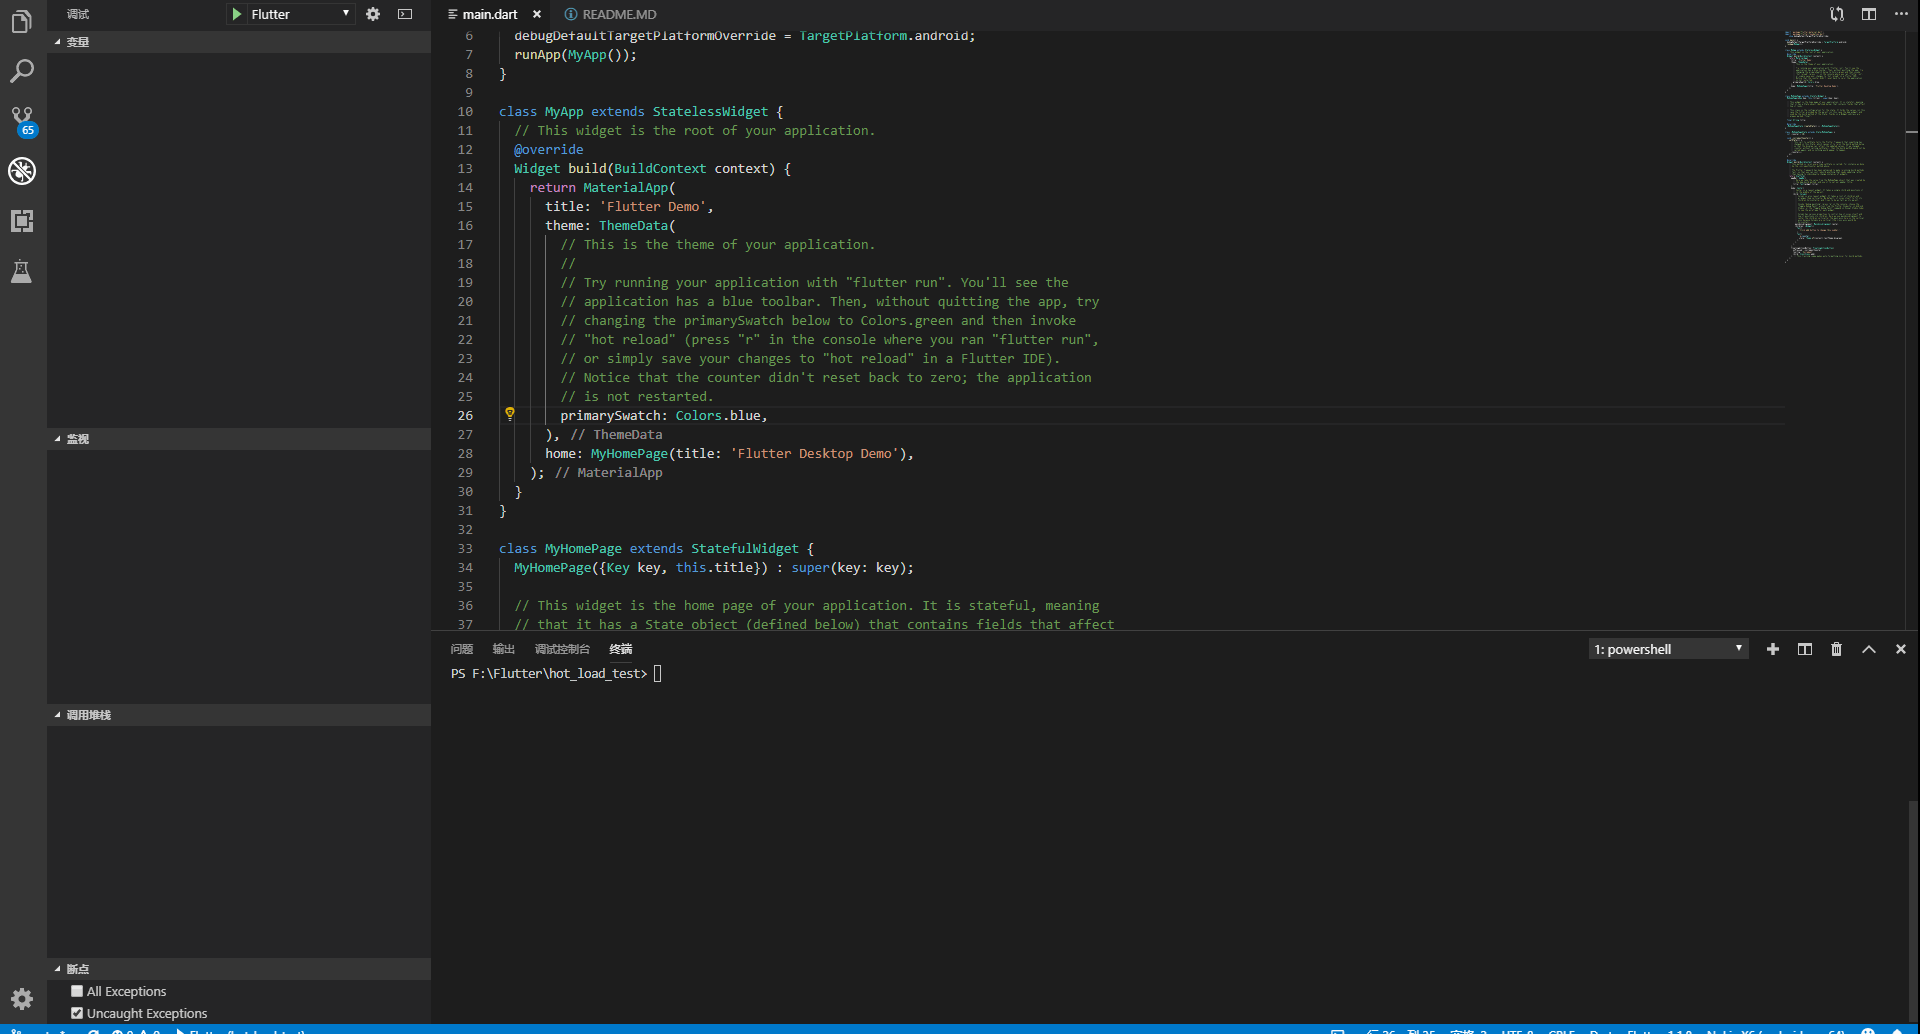 调试
Flutter
main.dart
README.MD
变量
监视
调用堆栈
断点
All Exceptions
Uncaught Exceptions
65
6 debugDefaultTargetPlatformOverride = TargetPlatform.android;
7 runApp(MyApp());
8 }
9
10 class MyApp extends StatelessWidget {
11 // This widget is the root of your application.
12 @override
13 Widget build(BuildContext context) {
14 return MaterialApp(
15 title: 'Flutter Demo',
16 theme: ThemeData(
17 // This is the theme of your application.
18 //
19 // Try running your application with "flutter run". You'll see the
20 // application has a blue toolbar. Then, without quitting the app, try
21 // changing the primarySwatch below to Colors.green and then invoke
22 // "hot reload" (press "r" in the console where you ran "flutter run",
23 // or simply save your changes to "hot reload" in a Flutter IDE).
24 // Notice that the counter didn't reset back to zero; the application
25 // is not restarted.
26 primarySwatch: Colors.blue,
27 ), // ThemeData
28 home: MyHomePage(title: 'Flutter Desktop Demo'),
29 ); // MaterialApp
30 }
31 }
32
33 class MyHomePage extends StatefulWidget {
34 MyHomePage({Key key, this.title}) : super(key: key);
35
36 // This widget is the home page of your application. It is stateful, meaning
37 // that it has a State object (defined below) that contains fields that affect
问题 输出 调试控制台 终端
1: powershell
PS F:\Flutter\hot_load_test>